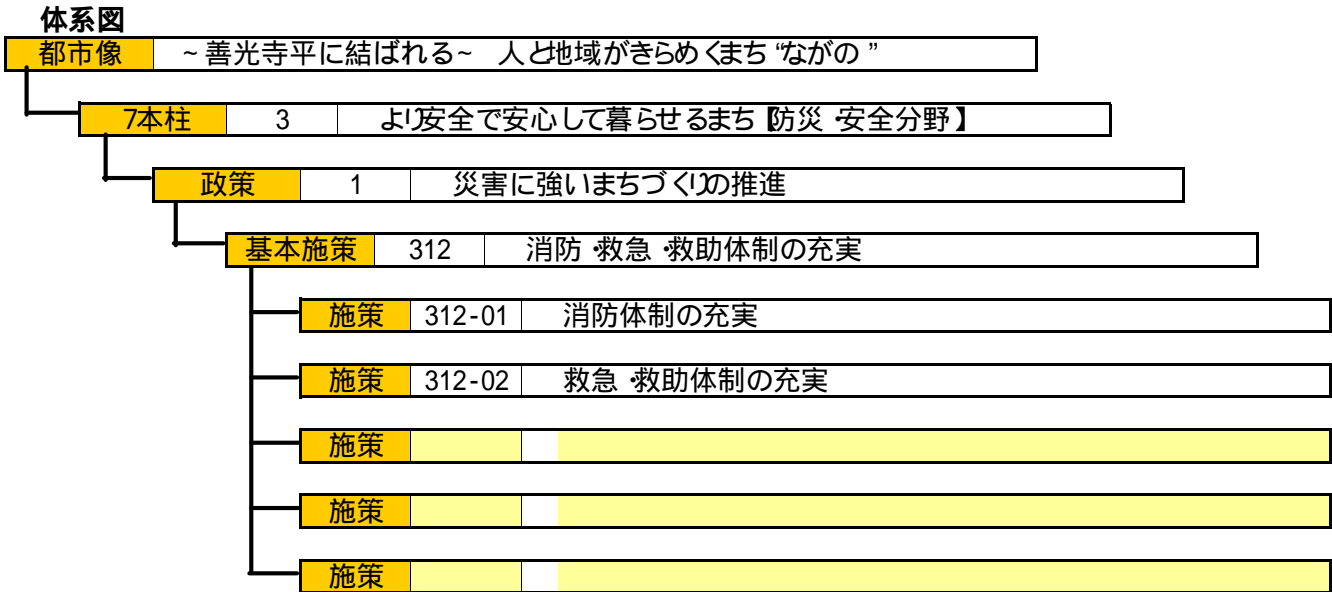 体系図
都市像 ~善光寺平に結ばれる~ 人と地域がきらめくまち“ながの”
7本柱 3 より安全で安心して暮らせるまち【防災・安全分野】
政策 1 災害に強いまちづくりの推進
基本施策 312 消防・救急・救助体制の充実
施策 312-01 消防体制の充実
施策 312-02 救急・救助体制の充実
施策
施策
施策